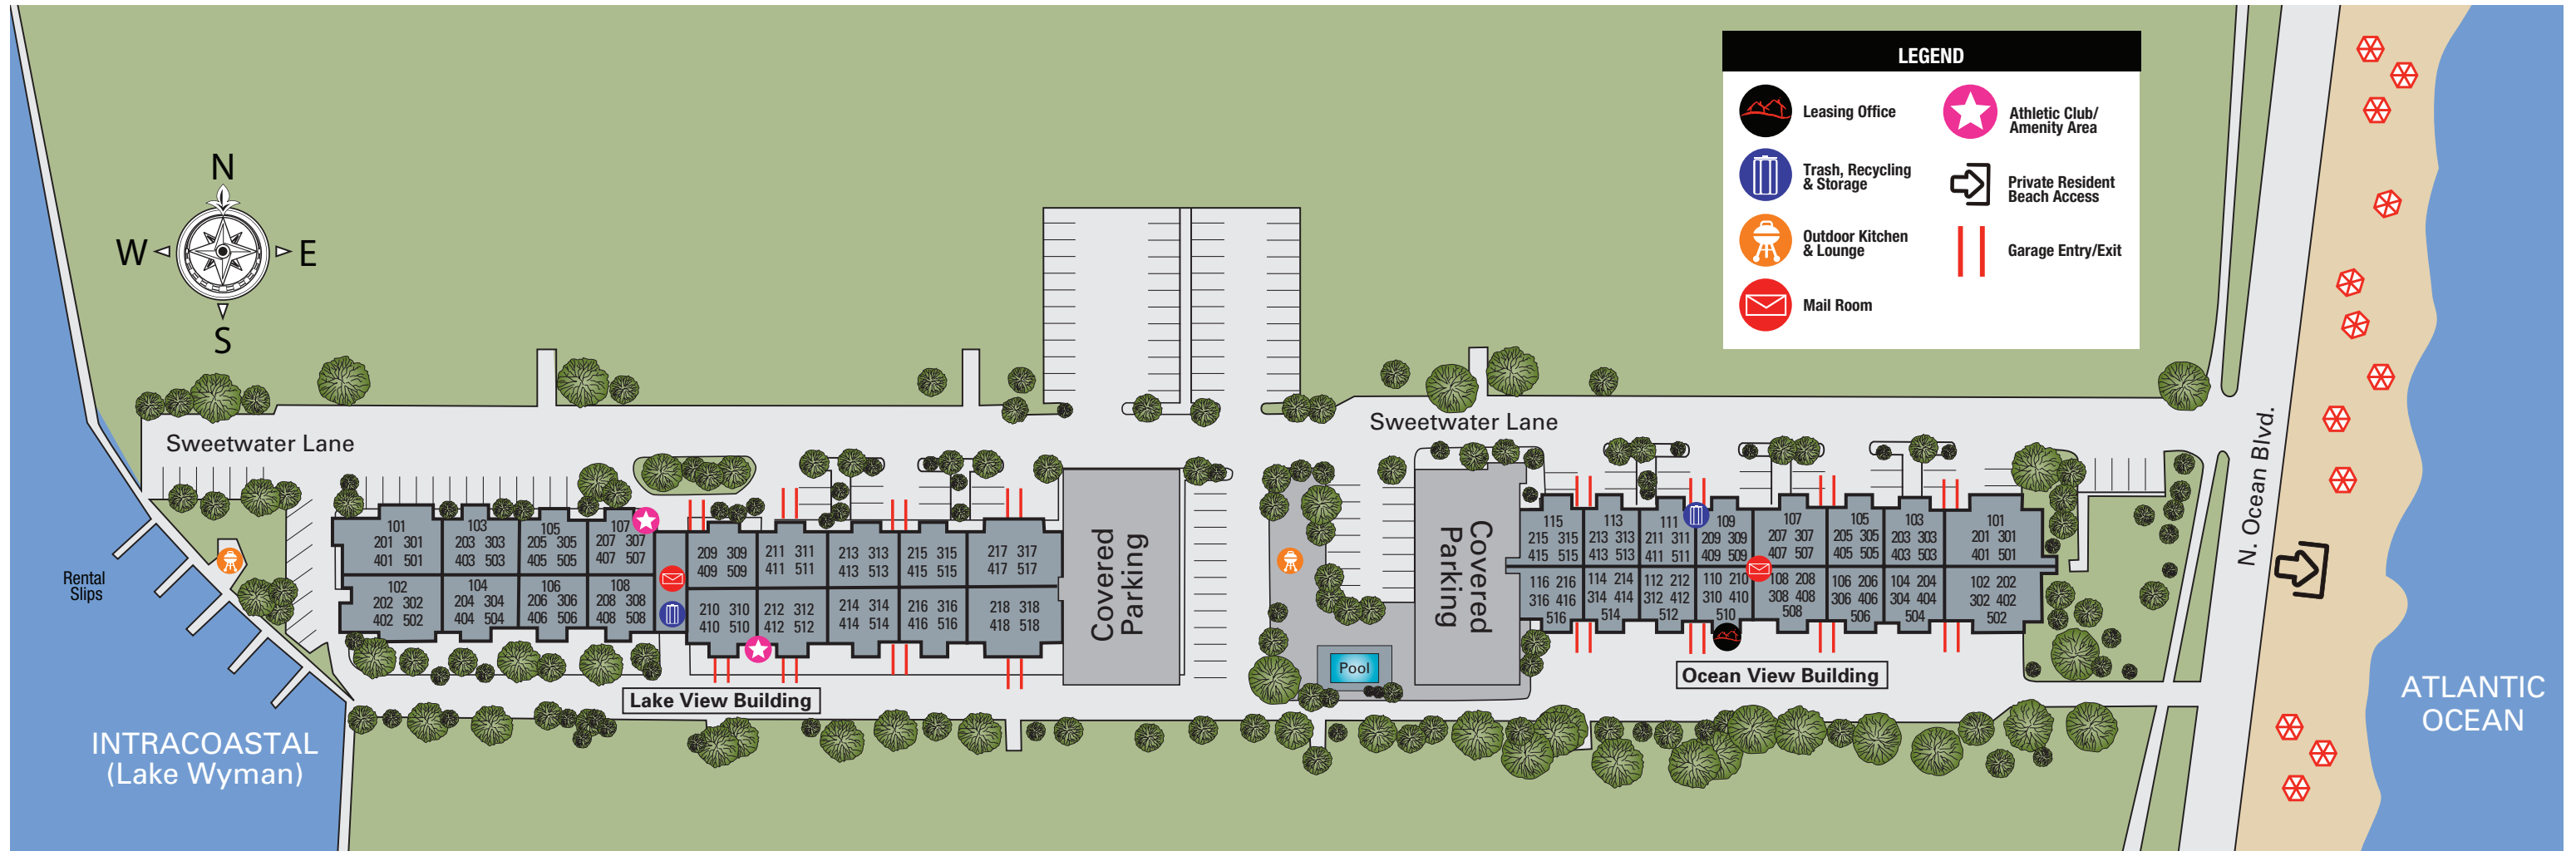 LEGEND
Leasing Office
Trash, Recycling
& Storage
Outdoor Kitchen
& Lounge
Mail Room
Athletic Club/
Amenity Area
Private Resident
Beach Access
Garage Entry/Exit
N
W
E
S
Sweetwater Lane
Sweetwater Lane
N. Ocean Blvd.
Rental
Slips
INTRACOASTAL
(Lake Wyman)
101
201 301
401 501
103
203 303
403 503
105
205 305
405 505
107
207 307
407 507
102
202 302
402 502
104
204 304
404 504
106
206 306
406 506
108
208 308
408 508
209 309
409 509
211 311
411 511
213 313
413 513
215 315
415 515
217 317
417 517
210 310
410 510
212 312
412 512
214 314
414 514
216 316
416 516
218 318
418 518
Lake View Building
Covered
Parking
Pool
Covered
Parking
115
215 315
415 515
113
213 313
413 513
111
211 311
411 511
109
209 309
409 509
107
207 307
407 507
105
205 305
405 505
103
203 303
403 503
101
201 301
401 501
116 216
316 416
516
114 214
314 414
514
112 212
312 412
512
110 210
310 410
510
108 208
308 408
508
106 206
306 406
506
104 204
304 404
504
102 202
302 402
502
Ocean View Building
ATLANTIC
OCEAN